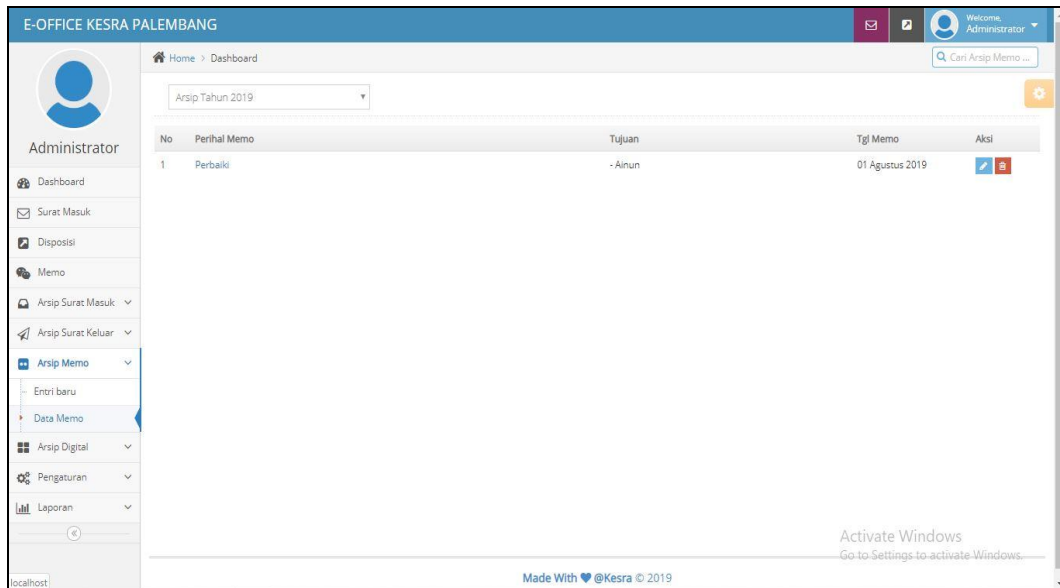 E-OFFICE KESRA PALEMBANG
Welcome,
Administrator
Home > Dashboard
Cari Arsip Memo ...
Administrator
Arsip Tahun 2019
No Perihal Memo Tujuan Tgl Memo Aksi
1 Perbaiki - Ainun 01 Agustus 2019
Dashboard
Surat Masuk
Disposisi
Memo
Arsip Surat Masuk
Arsip Surat Keluar
Arsip Memo
Entri baru
Data Memo
Arsip Digital
Pengaturan
Laporan
Activate Windows
Go to Settings to activate Windows.
Made With @Kesra © 2019
localhost